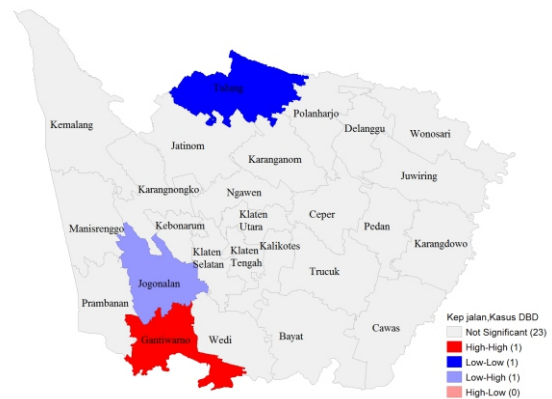 Tulung
Polanharjo
Kemalang
Delanggu
Wonosari
Jatinom
Karanganom
Juwiring
Karangnongko
Ngawen
Klaten
Utara
Ceper
Manisrenggo
Kebonarum
Pedan
Karangdowo
Klaten
Selatan
Klaten
Tengah
Kalikotes
Jogonalan
Trucuk
Prambanan
Gantiwarno
Wedi
Bayat
Cawas
Kep jalan,Kasus DBD
Not Significant (23)
High-High (1)
Low-Low (1)
Low-High (1)
High-Low (0)